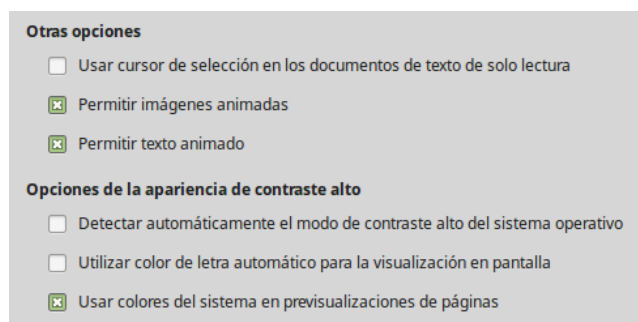 Otras opciones
Usar cursor de selección en los documentos de texto de solo lectura
Permitir imágenes animadas
Permitir texto animado
Opciones de la apariencia de contraste alto
Detectar automáticamente el modo de contraste alto del sistema operativo
Utilizar color de letra automático para la visualización en pantalla
Usar colores del sistema en previsualizaciones de páginas